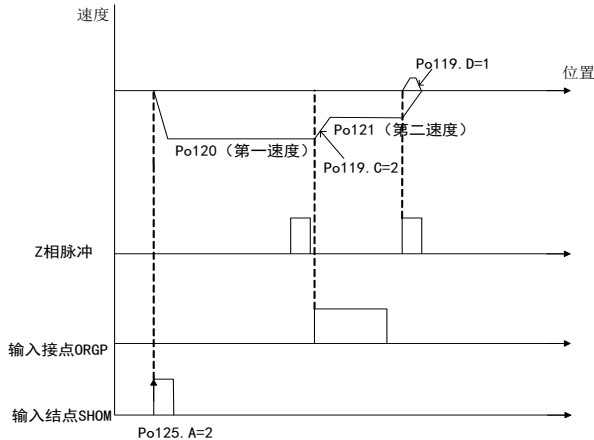 速度
Po119.D=1
位置
Po120（第一速度）
Po121（第二速度）
Po119.C=2
Z相脉冲
输入接点ORGP
输入结点SHOM
Po125.A=2